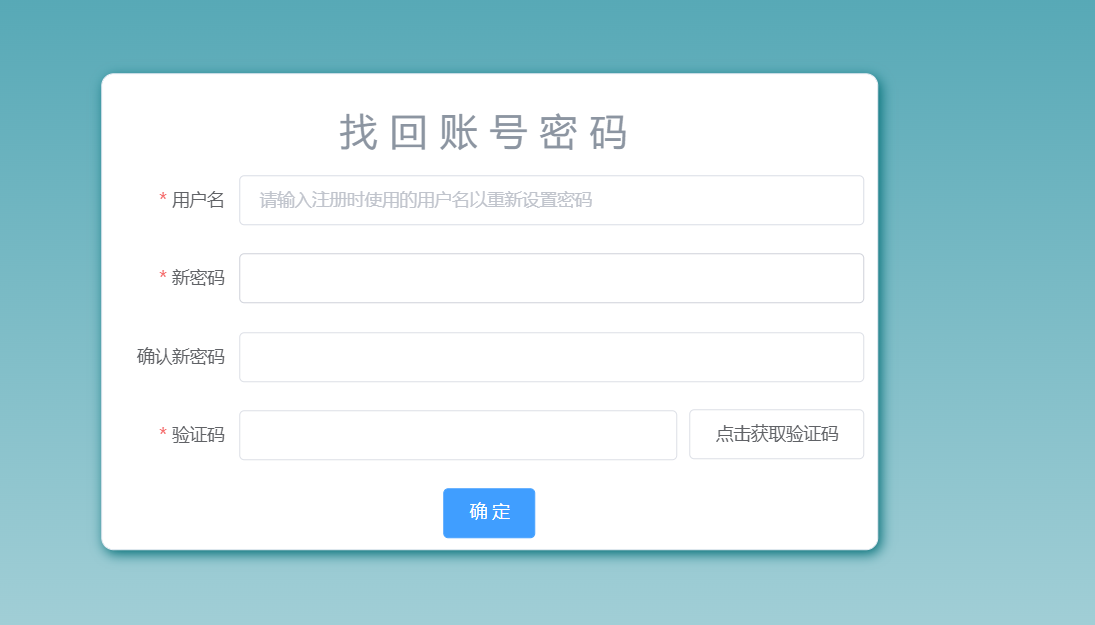 找回账号密码
* 用户名 请输入注册时使用的用户名以重新设置密码
* 新密码
确认新密码
* 验证码 点击获取验证码
确定